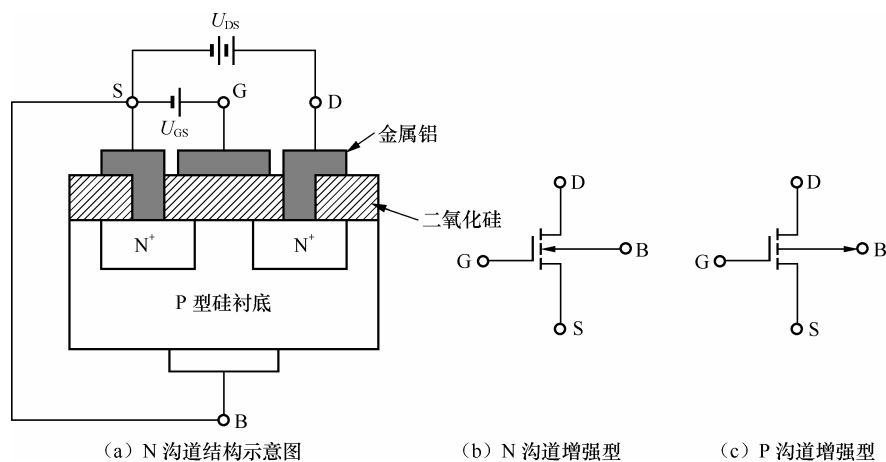 U_DS
S
G
D
U_GS
金属铝
二氧化硅
N⁺
N⁺
P 型硅衬底
B
（a）N 沟道结构示意图
D
G
B
S
（b）N 沟道增强型
D
G
B
S
（c）P 沟道增强型